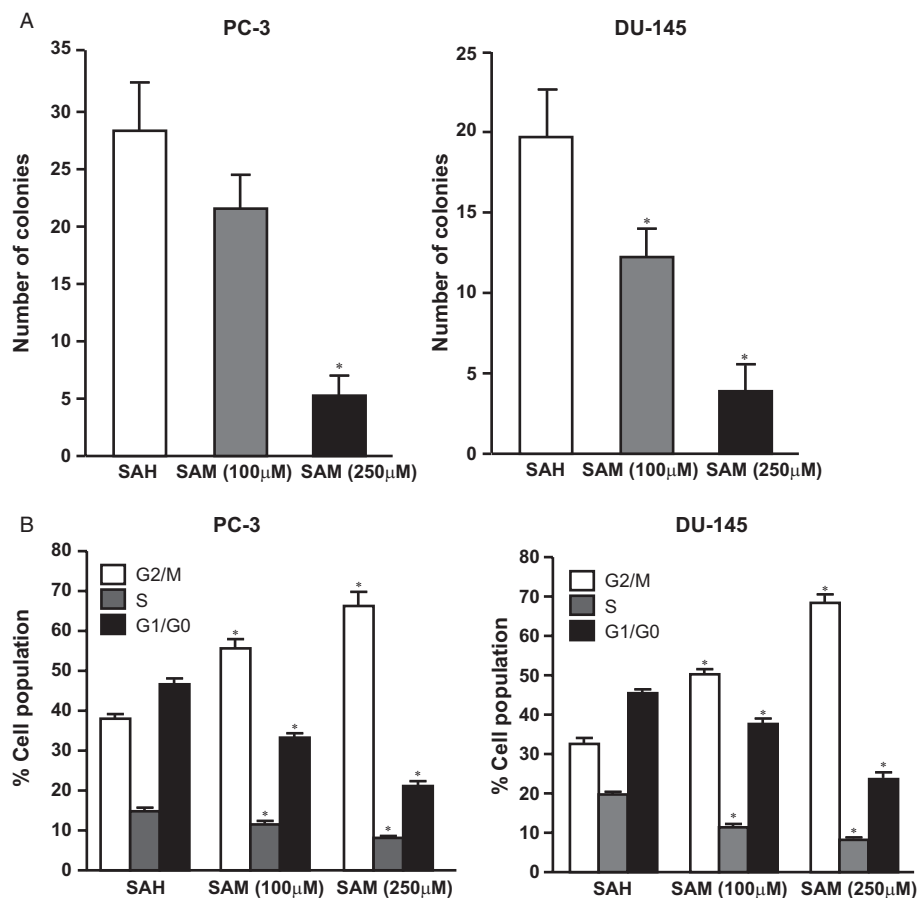 A
PC-3
DU-145
Number of colonies
35
30
25
20
15
10
5
0
*
SAH SAM (100μM) SAM (250μM)
Number of colonies
25
20
15
10
5
0
*
*
SAH SAM (100μM) SAM (250μM)
B
PC-3
DU-145
% Cell population
80
70
60
50
40
30
20
10
0
G2/M
S
G1/G0
* * *
* * *
SAH SAM (100μM) SAM (250μM)
% Cell population
80
70
60
50
40
30
20
10
0
G2/M
S
G1/G0
* * *
* * *
SAH SAM (100μM) SAM (250μM)